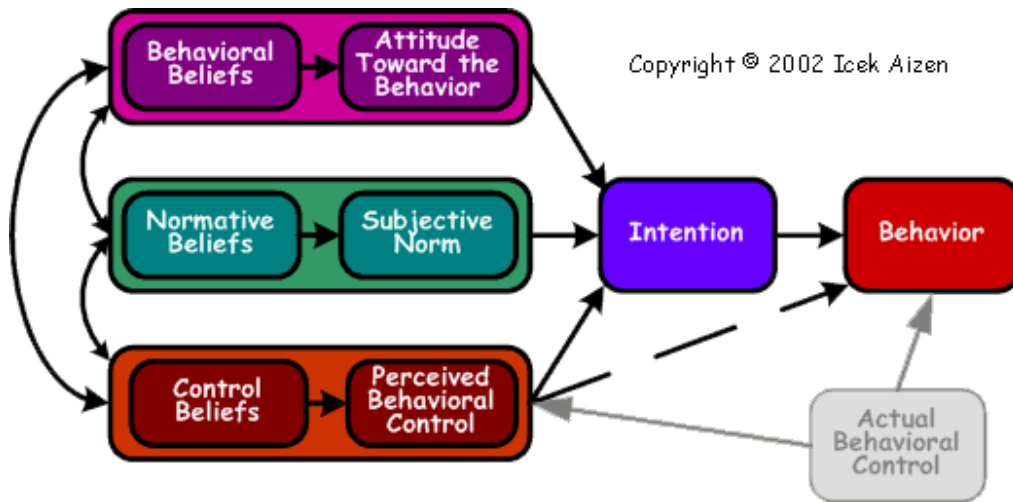 Behavioral
Beliefs
Attitude
Toward the
Behavior
Copyright © 2002 Icek Aizen
Normative
Beliefs
Subjective
Norm
Intention
Behavior
Control
Beliefs
Perceived
Behavioral
Control
Actual
Behavioral
Control